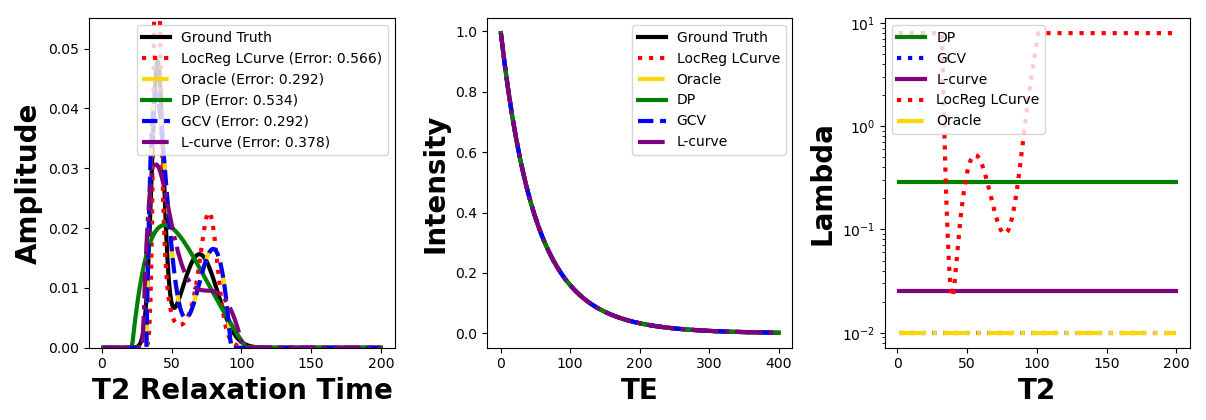 Amplitude
0.05
0.04
0.03
0.02
0.01
0.00
Ground Truth
LocReg LCurve (Error: 0.566)
Oracle (Error: 0.292)
DP (Error: 0.534)
GCV (Error: 0.292)
L-curve (Error: 0.378)
0 50 100 150 200
T2 Relaxation Time
Intensity
1.0
0.8
0.6
0.4
0.2
0.0
Ground Truth
LocReg LCurve
Oracle
DP
GCV
L-curve
0 100 200 300 400
TE
Lambda
10¹
10⁰
10⁻¹
10⁻²
DP
GCV
L-curve
LocReg LCurve
Oracle
0 50 100 150 200
T2